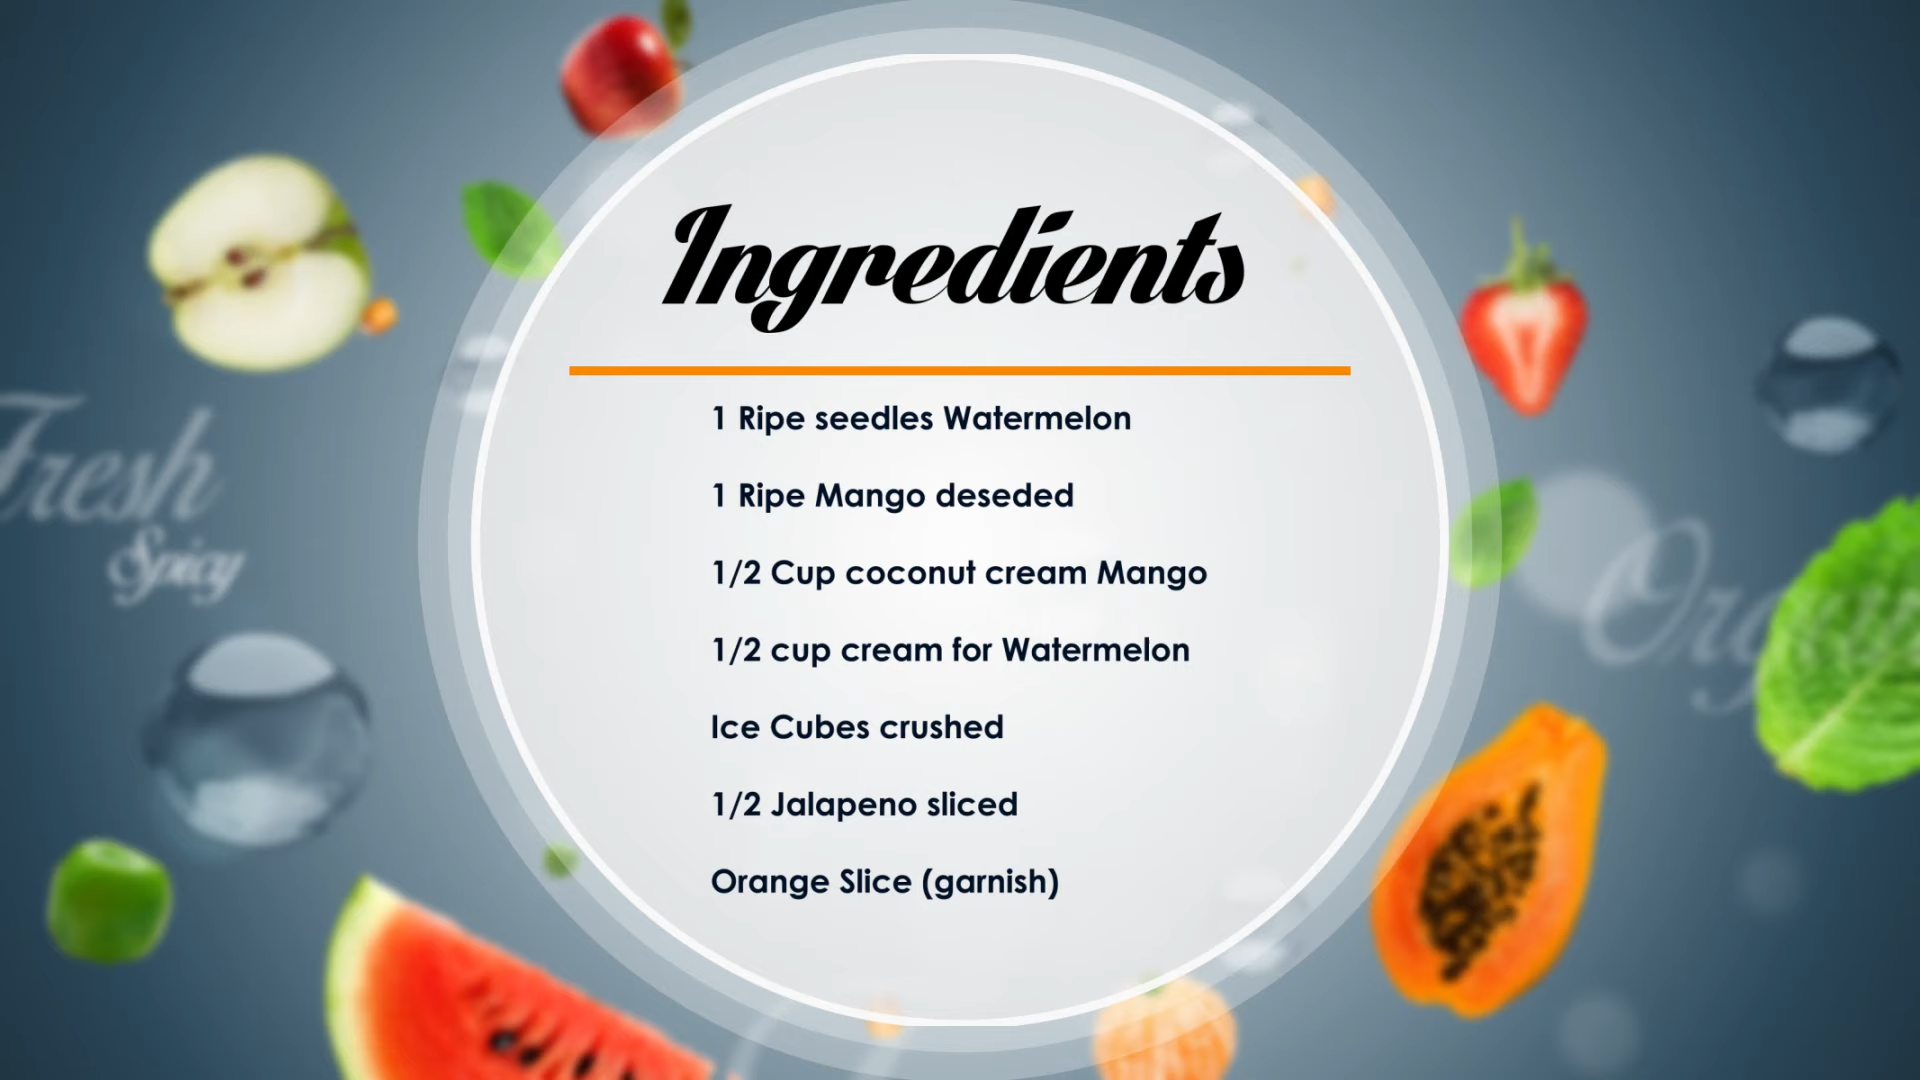 Ingredients
1 Ripe seedles Watermelon
1 Ripe Mango deseded
1/2 Cup coconut cream Mango
1/2 cup cream for Watermelon
Ice Cubes crushed
1/2 Jalapeno sliced
Orange Slice (garnish)
Fresh
Spicy